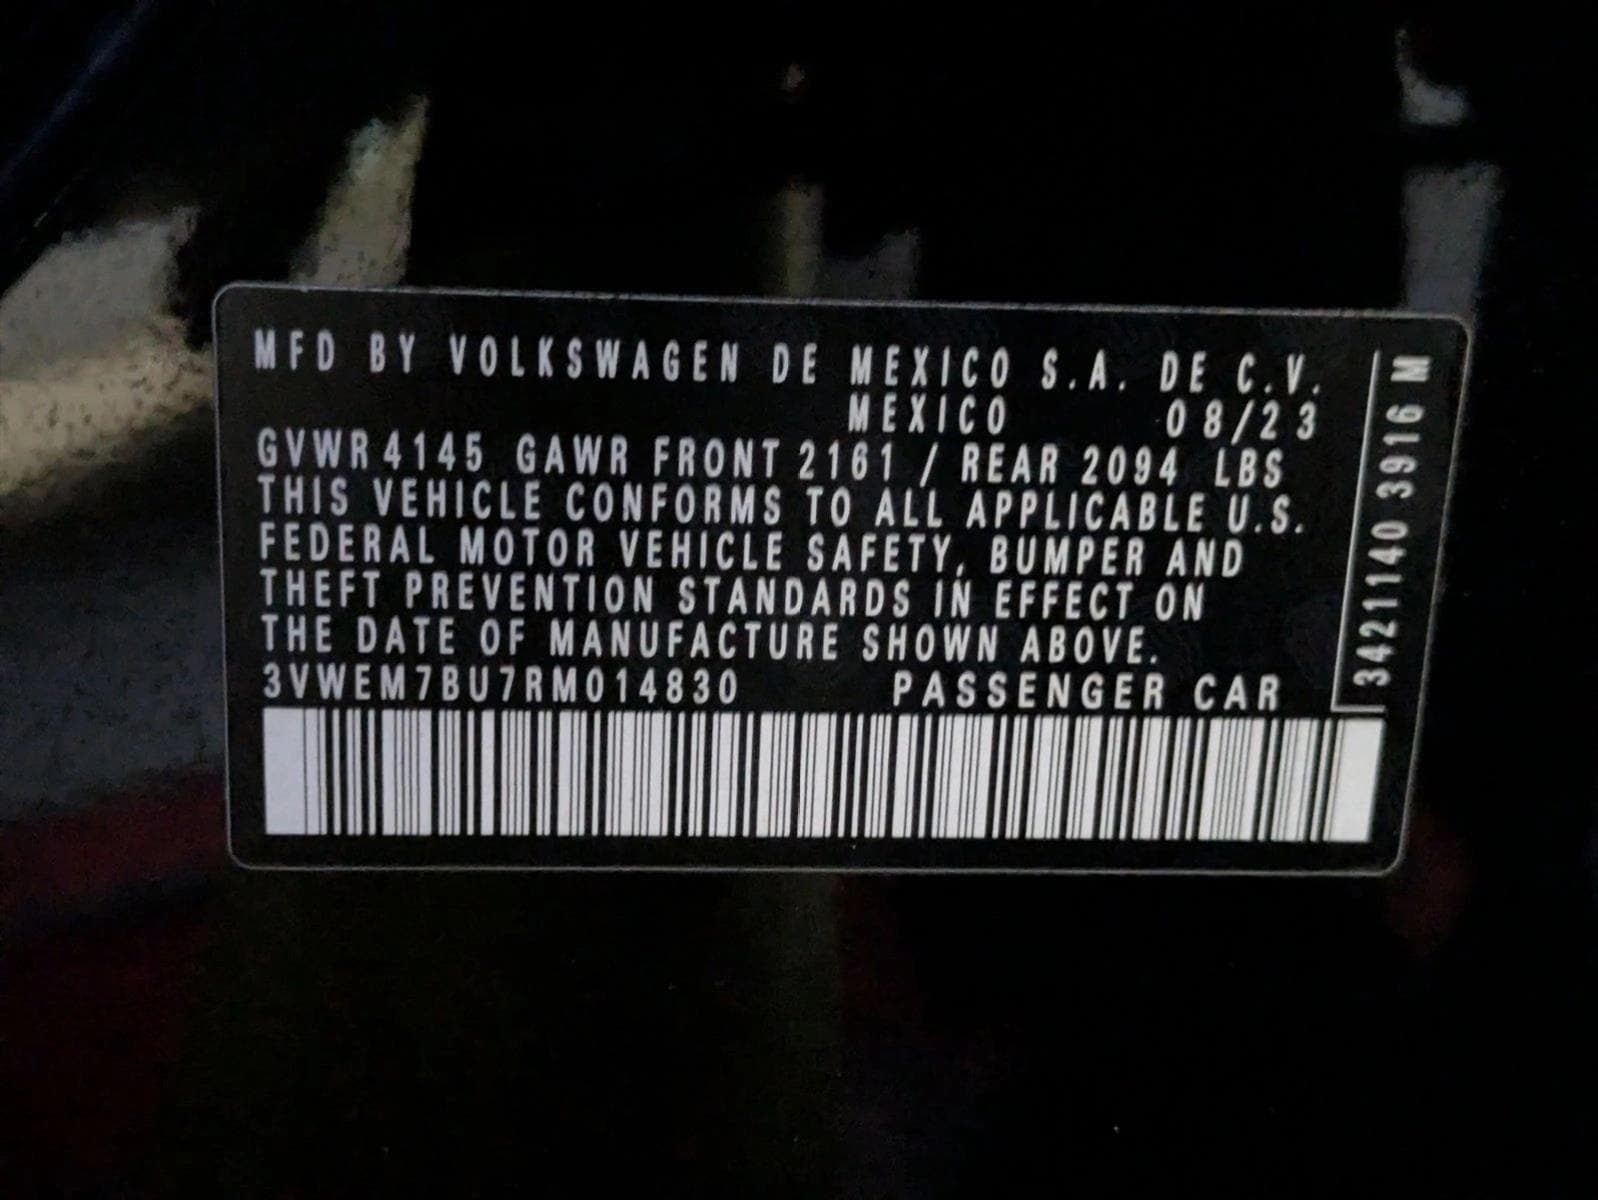 MFD BY VOLKSWAGEN DE MEXICO S.A. DE C.V.
MEXICO 08/23
GVWR 4145 GAWR FRONT 2161 / REAR 2094 LBS
THIS VEHICLE CONFORMS TO ALL APPLICABLE U.S.
FEDERAL MOTOR VEHICLE SAFETY, BUMPER AND
THEFT PREVENTION STANDARDS IN EFFECT ON
THE DATE OF MANUFACTURE SHOWN ABOVE.
3VWEM7BU7RM014830 PASSENGER CAR
3421140 3916 M